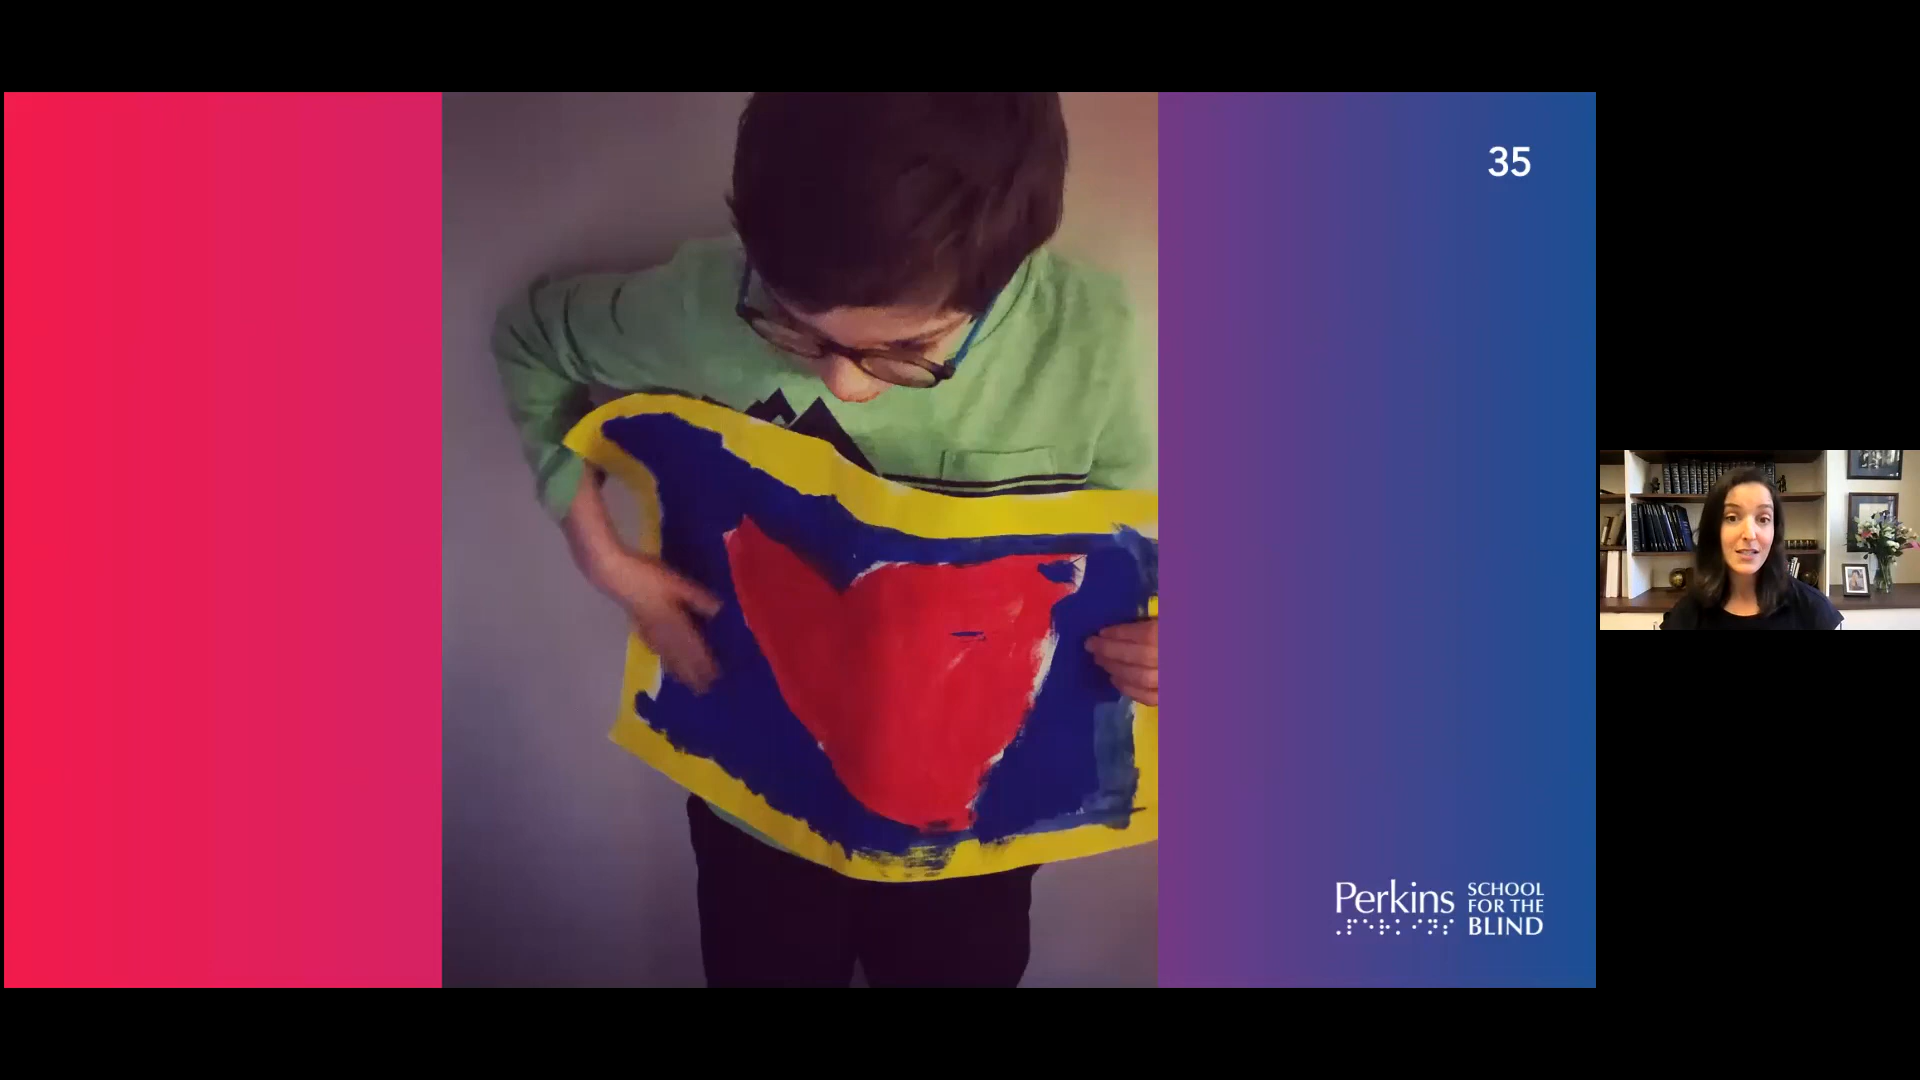 35
Perkins
SCHOOL
FOR THE
BLIND
⠠⠏⠑⠗⠅⠊⠝⠎